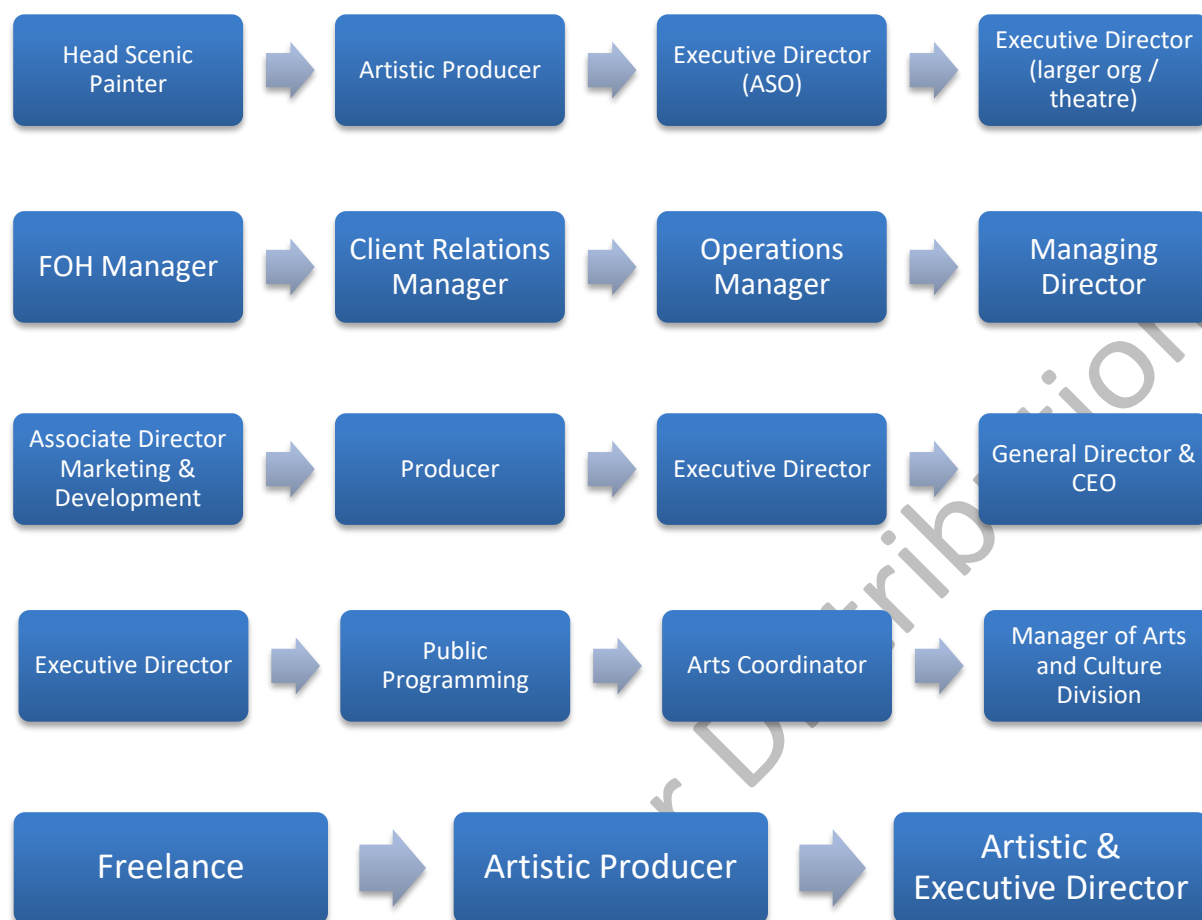 Head Scenic
Painter
Artistic Producer
Executive Director
(ASO)
Executive Director
(larger org /
theatre)
FOH Manager
Client Relations
Manager
Operations
Manager
Managing
Director
Associate Director
Marketing &
Development
Producer
Executive Director
General Director &
CEO
Executive Director
Public
Programming
Arts Coordinator
Manager of Arts
and Culture
Division
Freelance
Artistic Producer
Artistic &
Executive Director